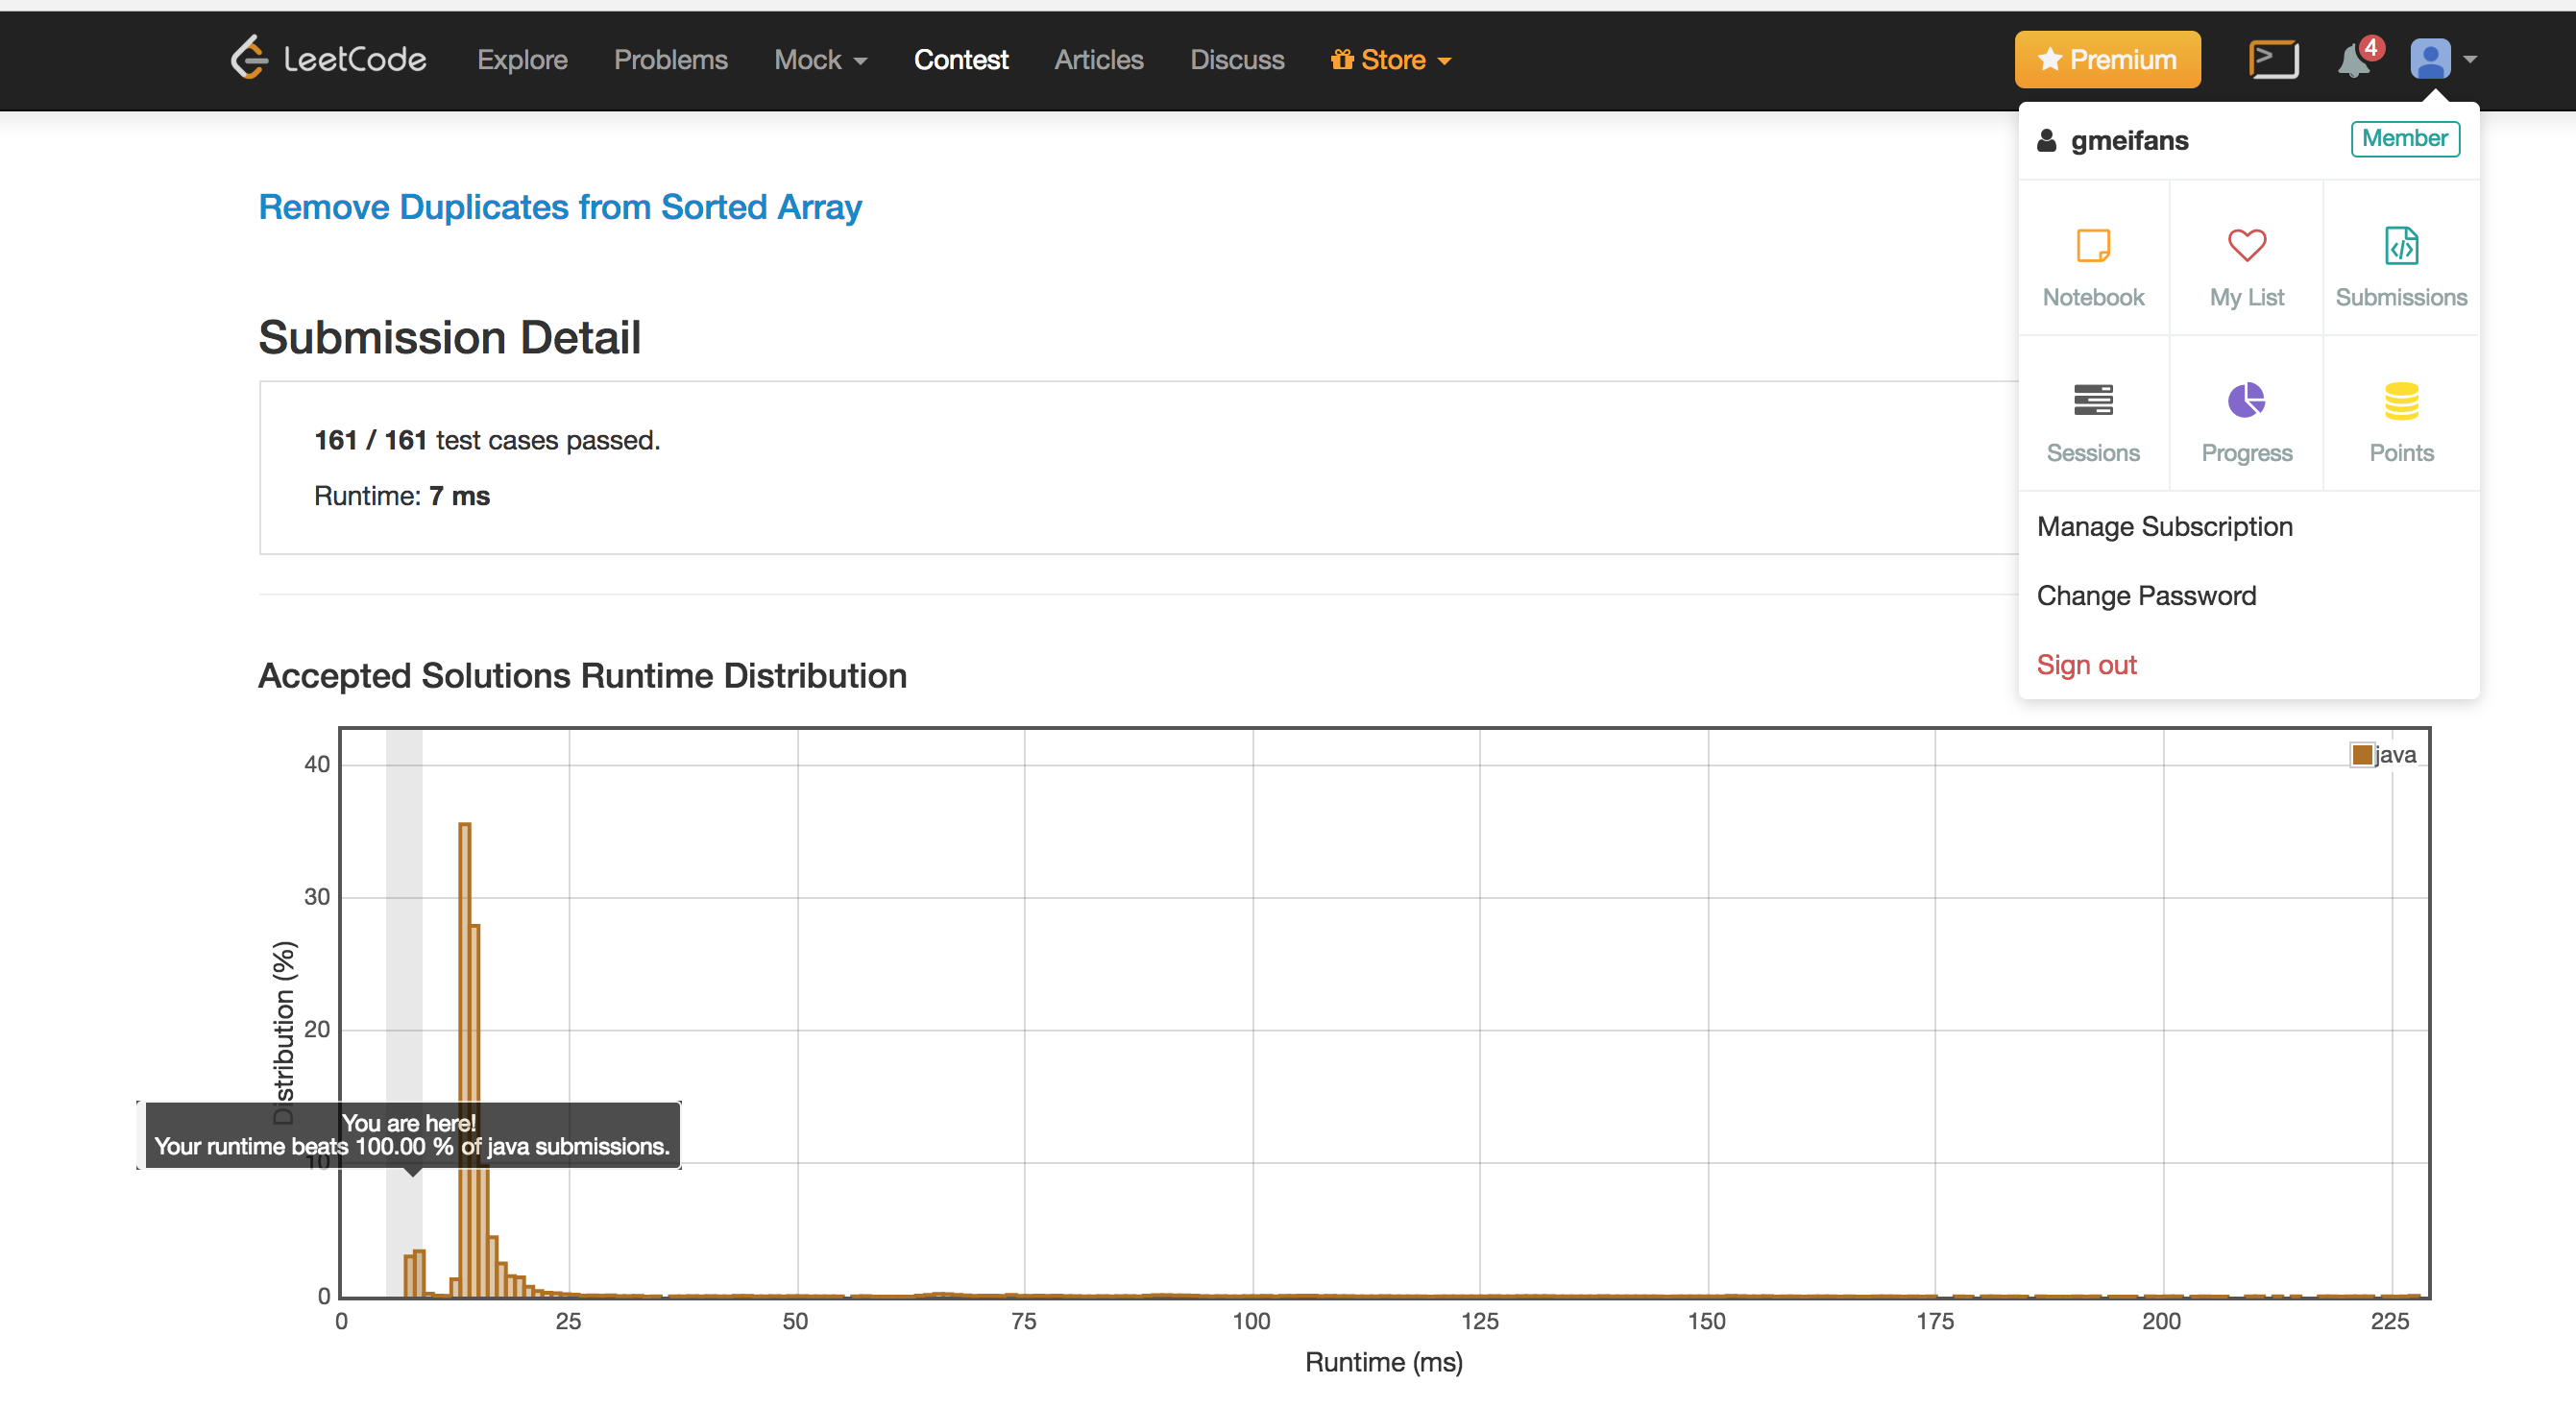 LeetCode Explore Problems Mock Contest Articles Discuss Store Premium 4
gmeifans Member
Notebook My List Submissions
Sessions Progress Points
Manage Subscription
Change Password
Sign out
Remove Duplicates from Sorted Array
Submission Detail
161 / 161 test cases passed.
Runtime: 7 ms
Accepted Solutions Runtime Distribution
java
Distribution (%)
40
30
20
10
0
You are here!
Your runtime beats 100.00 % of java submissions.
0 25 50 75 100 125 150 175 200 225
Runtime (ms)